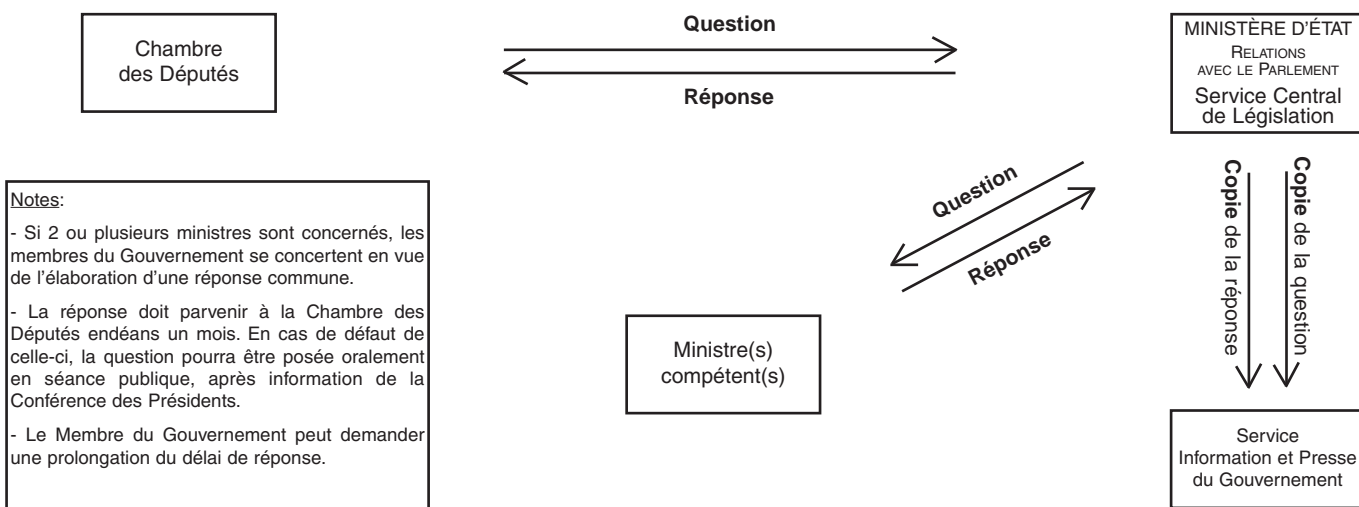 Chambre
des Députés
Question
Réponse
MINISTÈRE D’ÉTAT
RELATIONS
AVEC LE PARLEMENT
Service Central
de Législation
Notes:
- Si 2 ou plusieurs ministres sont concernés, les
membres du Gouvernement se concertent en vue
de l’élaboration d’une réponse commune.
- La réponse doit parvenir à la Chambre des
Députés endéans un mois. En cas de défaut de
celle-ci, la question pourra être posée oralement
en séance publique, après information de la
Conférence des Présidents.
- Le Membre du Gouvernement peut demander
une prolongation du délai de réponse.
Question
Réponse
Ministre(s)
compétent(s)
Copie de la réponse
Copie de la question
Service
Information et Presse
du Gouvernement